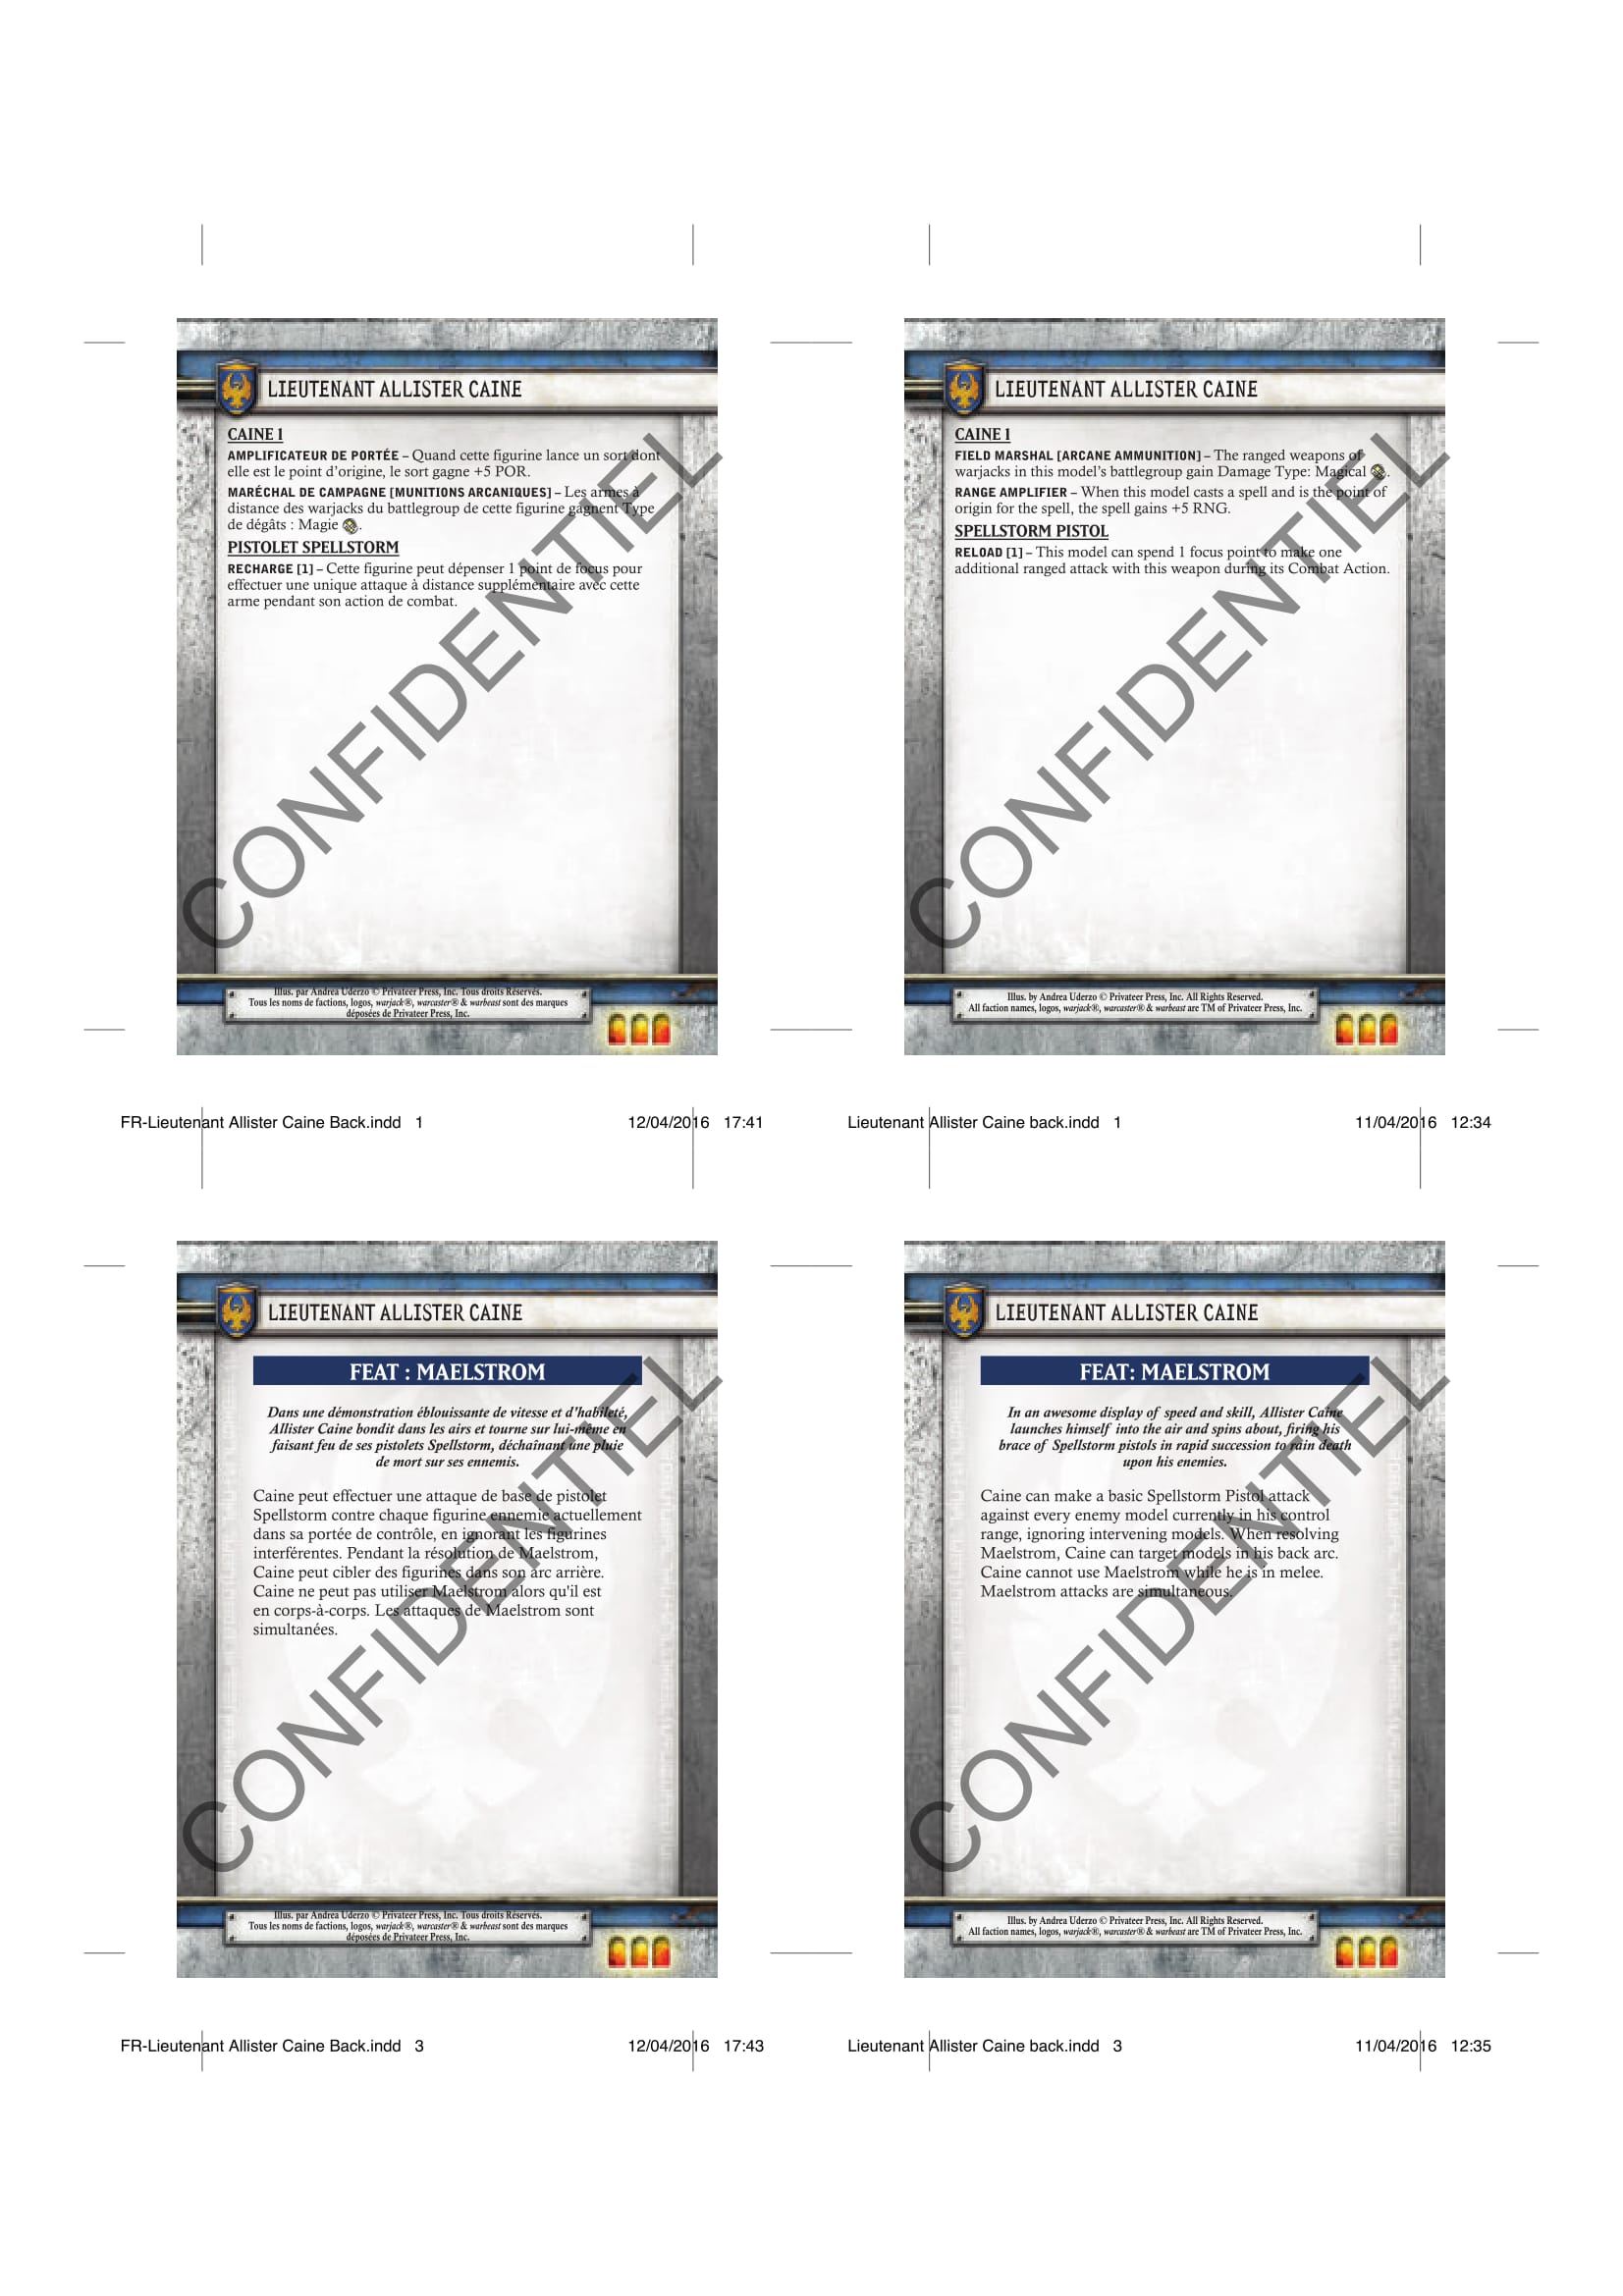 LIEUTENANT ALLISTER CAINE
CAINE 1
AMPLIFICATEUR DE PORTÉE – Quand cette figurine lance un sort dont
elle est le point d'origine, le sort gagne +5 POR.
MARÉCHAL DE CAMPAGNE [MUNITIONS ARCANIQUES] – Les armes à
distance des warjacks du battlegroup de cette figurine gagnent Type
de dégâts : Magie .
PISTOLET SPELLSTORM
RECHARGE [1] – Cette figurine peut dépenser 1 point de focus pour
effectuer une unique attaque à distance supplémentaire avec cette
arme pendant son action de combat.
CONFIDENTIEL
Illus. par Andrea Uderzo © Privateer Press, Inc. Tous droits Réservés.
Tous les noms de factions, logos, warjack®, warcaster® & warbeast sont des marques
déposées de Privateer Press, Inc.
FR-Lieutenant Allister Caine Back.indd 1 12/04/2016 17:41
LIEUTENANT ALLISTER CAINE
CAINE 1
FIELD MARSHAL [ARCANE AMMUNITION] – The ranged weapons of
warjacks in this model's battlegroup gain Damage Type: Magical .
RANGE AMPLIFIER – When this model casts a spell and is the point of
origin for the spell, the spell gains +5 RNG.
SPELLSTORM PISTOL
RELOAD [1] – This model can spend 1 focus point to make one
additional ranged attack with this weapon during its Combat Action.
CONFIDENTIEL
Illus. by Andrea Uderzo © Privateer Press, Inc. All Rights Reserved.
All faction names, logos, warjack®, warcaster® & warbeast are TM of Privateer Press, Inc.
Lieutenant Allister Caine back.indd 1 11/04/2016 12:34
LIEUTENANT ALLISTER CAINE
FEAT : MAELSTROM
Dans une démonstration éblouissante de vitesse et d'habileté,
Allister Caine bondit dans les airs et tourne sur lui-même en
faisant feu de ses pistolets Spellstorm, déchaînant une pluie
de mort sur ses ennemis.
Caine peut effectuer une attaque de base de pistolet
Spellstorm contre chaque figurine ennemie actuellement
dans sa portée de contrôle, en ignorant les figurines
interférentes. Pendant la résolution de Maelstrom,
Caine peut cibler des figurines dans son arc arrière.
Caine ne peut pas utiliser Maelstrom alors qu'il est
en corps-à-corps. Les attaques de Maelstrom sont
simultanées.
CONFIDENTIEL
Illus. par Andrea Uderzo © Privateer Press, Inc. Tous droits Réservés.
Tous les noms de factions, logos, warjack®, warcaster® & warbeast sont des marques
déposées de Privateer Press, Inc.
FR-Lieutenant Allister Caine Back.indd 3 12/04/2016 17:43
LIEUTENANT ALLISTER CAINE
FEAT: MAELSTROM
In an awesome display of speed and skill, Allister Caine
launches himself into the air and spins about, firing his
brace of Spellstorm pistols in rapid succession to rain death
upon his enemies.
Caine can make a basic Spellstorm Pistol attack
against every enemy model currently in his control
range, ignoring intervening models. When resolving
Maelstrom, Caine can target models in his back arc.
Caine cannot use Maelstrom while he is in melee.
Maelstrom attacks are simultaneous.
CONFIDENTIEL
Illus. by Andrea Uderzo © Privateer Press, Inc. All Rights Reserved.
All faction names, logos, warjack®, warcaster® & warbeast are TM of Privateer Press, Inc.
Lieutenant Allister Caine back.indd 3 11/04/2016 12:35